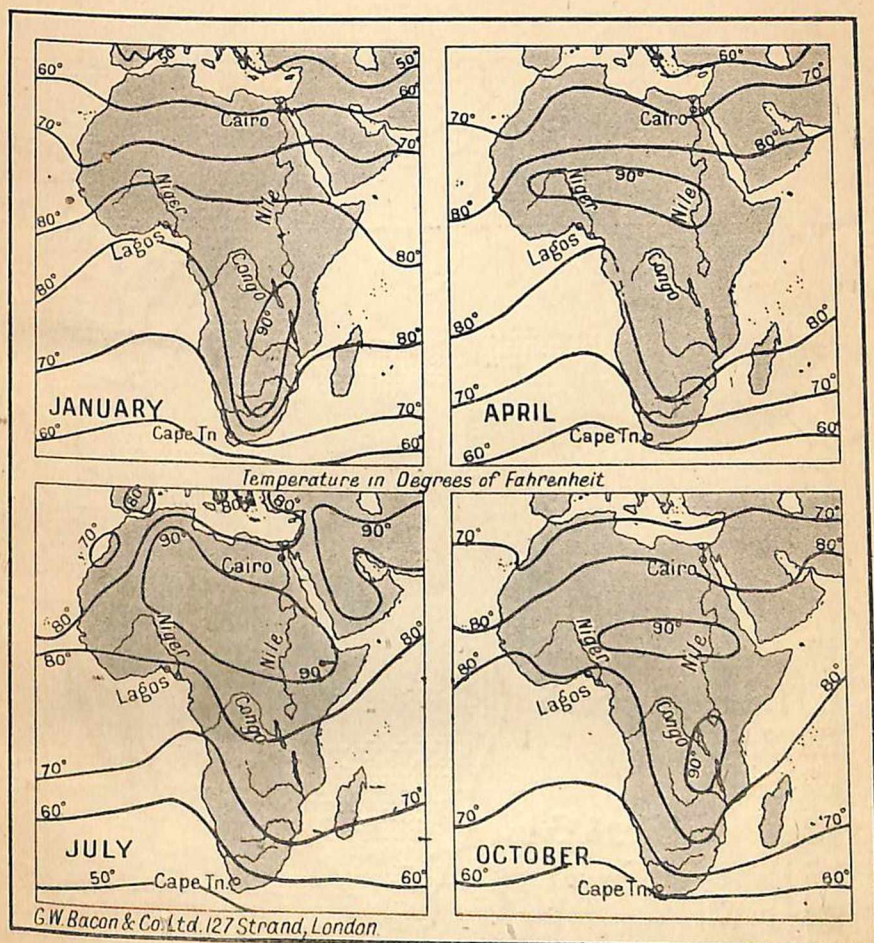 50°
50°
60°
60°
Cairo
70°
70°
Niger
Nile
80°
Lagos
80°
Congo
80°
90°
80°
70°
JANUARY
70°
60°
Cape Tn
60°
60°
70°
70°
Cairo
80°
90°
Niger
Nile
80°
Lagos
Congo
80°
80°
70°
70°
APRIL
60°
Cape Tn.
60°
Temperature in Degrees of Fahrenheit
80°
80°
80°
90°
70°
90°
Cairo
80°
Niger
Nile
80°
80°
90°
Lagos
Congo
70°
60°
70°
JULY
50°
Cape Tn.
60°
70°
70°
80°
Cairo
80°
Niger
90°
Nile
80°
Lagos
80°
Congo
90°
70°
70°
OCTOBER
60°
Cape Tn.
60°
G.W. Bacon & Co. Ltd. 127 Strand, London.